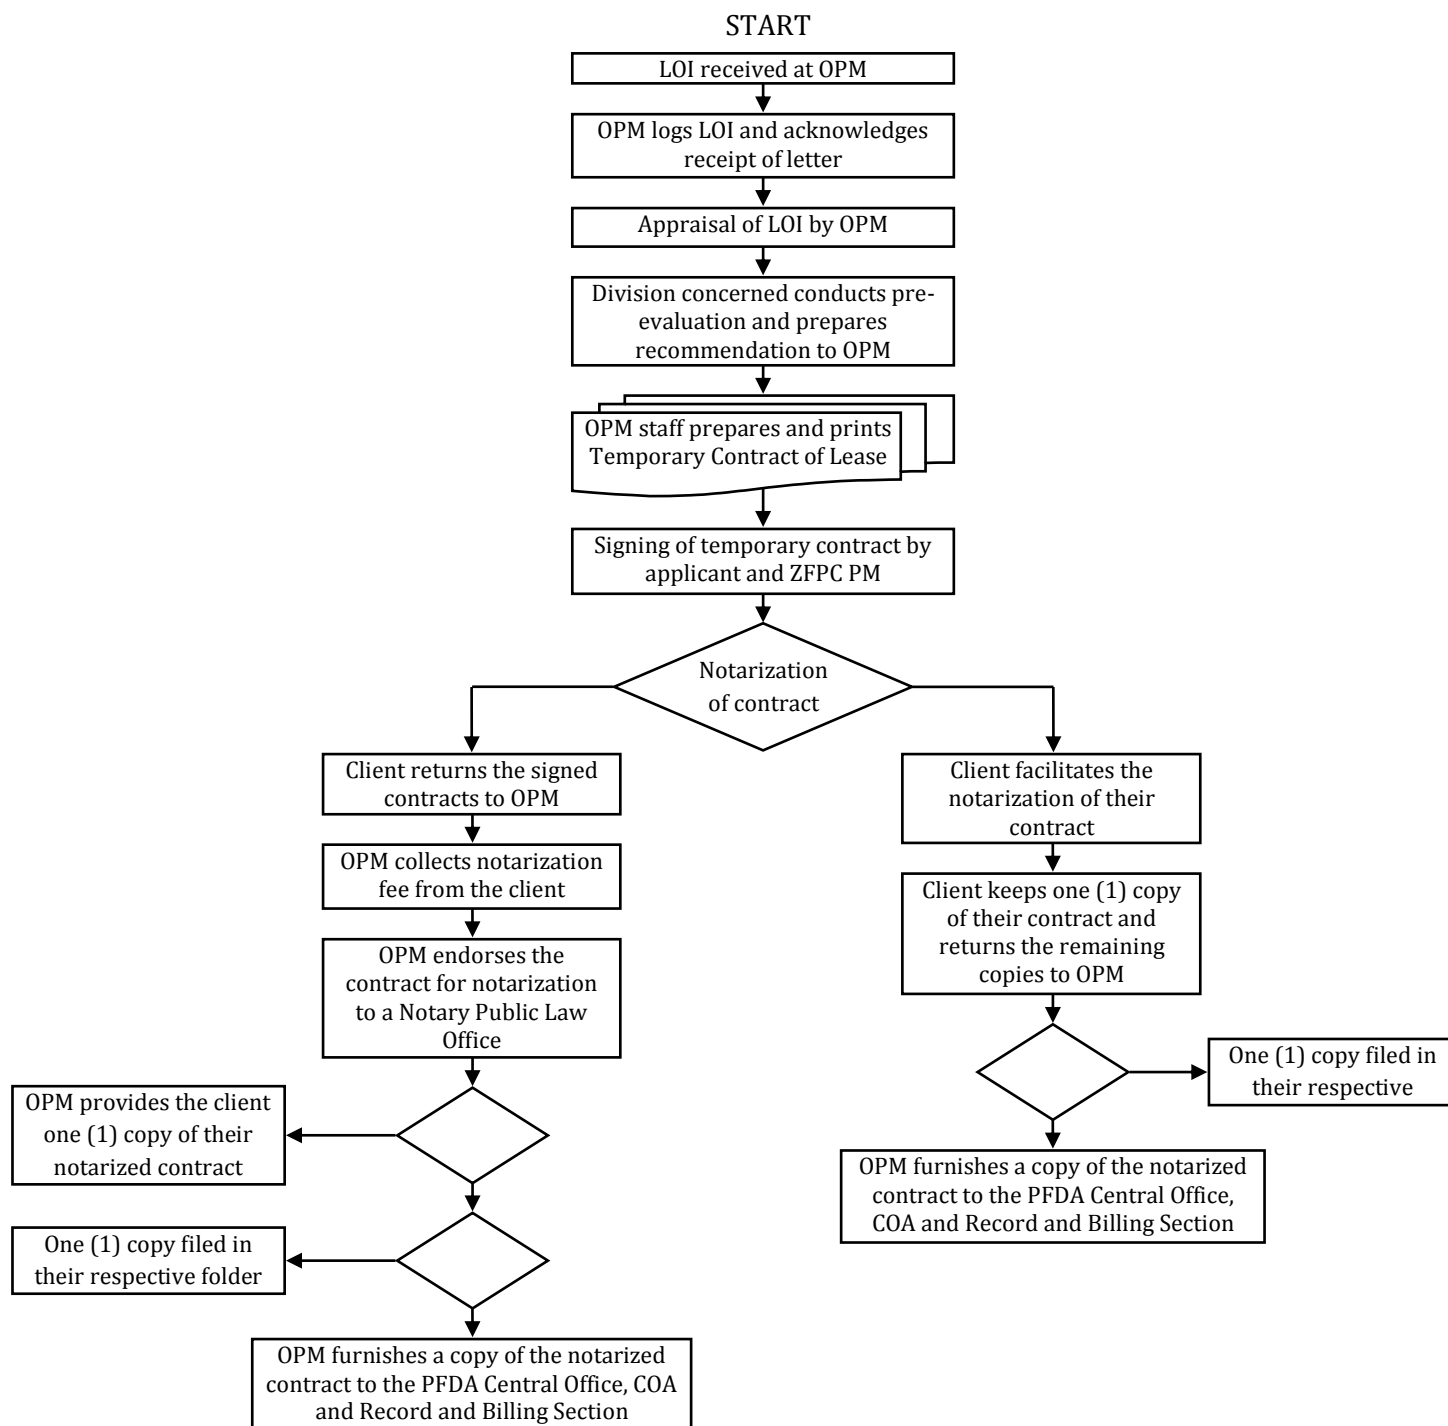 START
LOI received at OPM
OPM logs LOI and acknowledges
receipt of letter
Appraisal of LOI by OPM
Division concerned conducts pre-
evaluation and prepares
recommendation to OPM
OPM staff prepares and prints
Temporary Contract of Lease
Signing of temporary contract by
applicant and ZFPC PM
Notarization
of contract
Client returns the signed
contracts to OPM
OPM collects notarization
fee from the client
OPM endorses the
contract for notarization
to a Notary Public Law
Office
OPM provides the client
one (1) copy of their
notarized contract
One (1) copy filed in
their respective folder
OPM furnishes a copy of the notarized
contract to the PFDA Central Office, COA
and Record and Billing Section
Client facilitates the
notarization of their
contract
Client keeps one (1) copy
of their contract and
returns the remaining
copies to OPM
One (1) copy filed in
their respective
OPM furnishes a copy of the notarized
contract to the PFDA Central Office,
COA and Record and Billing Section